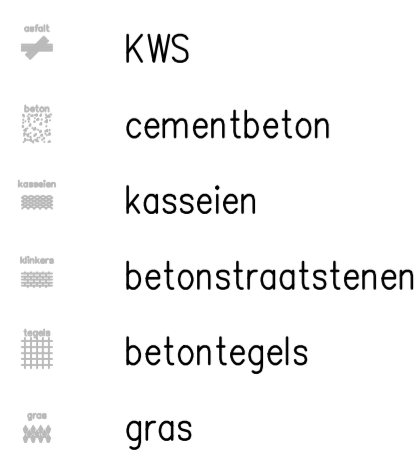 asfalt
KWS
beton
cementbeton
kasseien
kasseien
klinkers
betonstraatstenen
tegels
betontegels
gras
gras